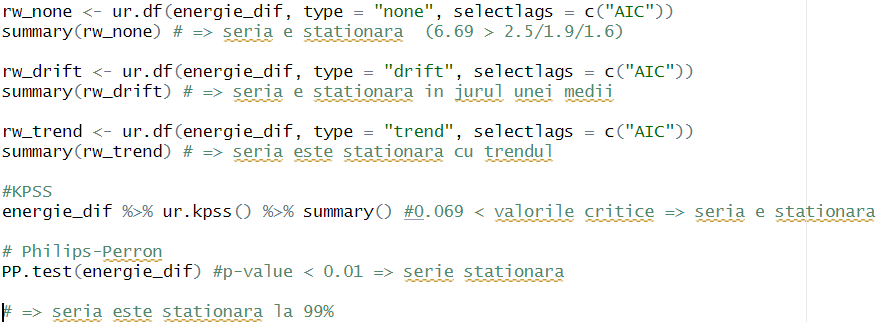 rw_none <- ur.df(energie_dif, type = "none", selectlags = c("AIC"))
summary(rw_none) # => seria e stationara  (6.69 > 2.5/1.9/1.6)
rw_drift <- ur.df(energie_dif, type = "drift", selectlags = c("AIC"))
summary(rw_drift) # => seria e stationara in jurul unei medii
rw_trend <- ur.df(energie_dif, type = "trend", selectlags = c("AIC"))
summary(rw_trend) # => seria este stationara cu trendul
#KPSS
energie_dif %>% ur.kpss() %>% summary() #0.069 < valorile critice => seria e stationara
# Philips-Perron
PP.test(energie_dif) #p-value < 0.01 => serie stationara
# => seria este stationara la 99%